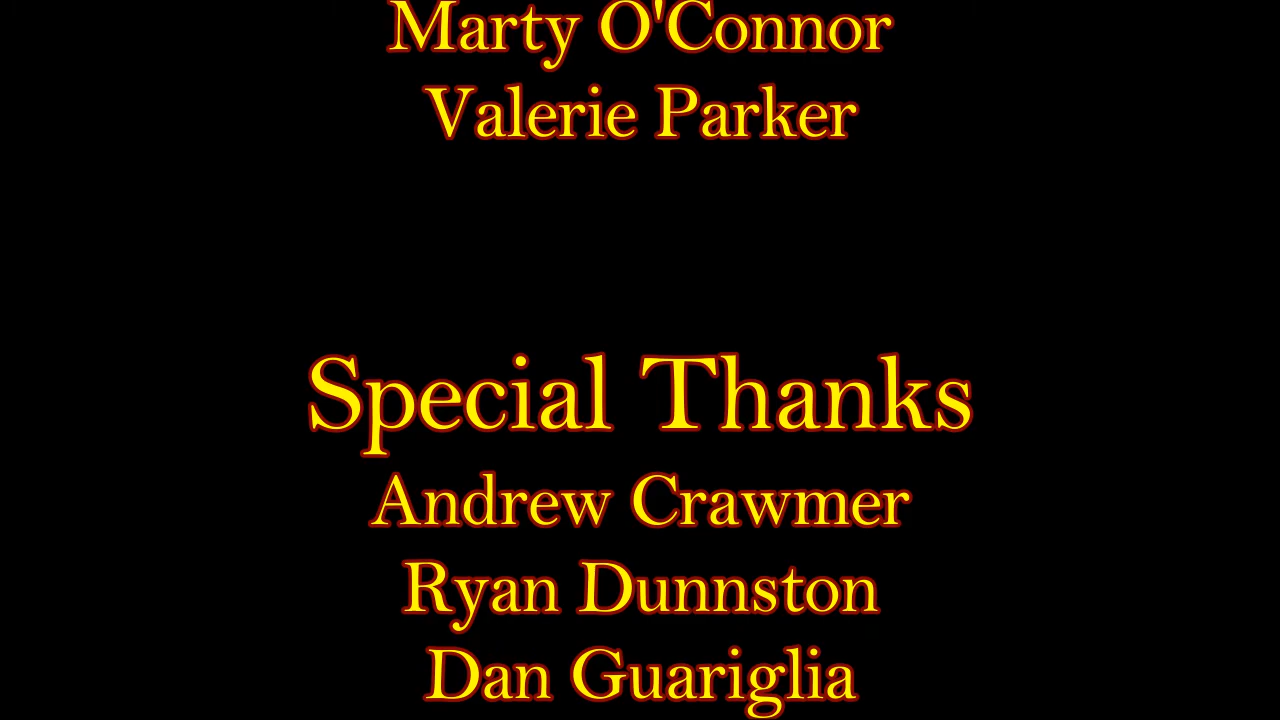 Marty O'Connor
Valerie Parker
Special Thanks
Andrew Crawmer
Ryan Dunnston
Dan Guariglia